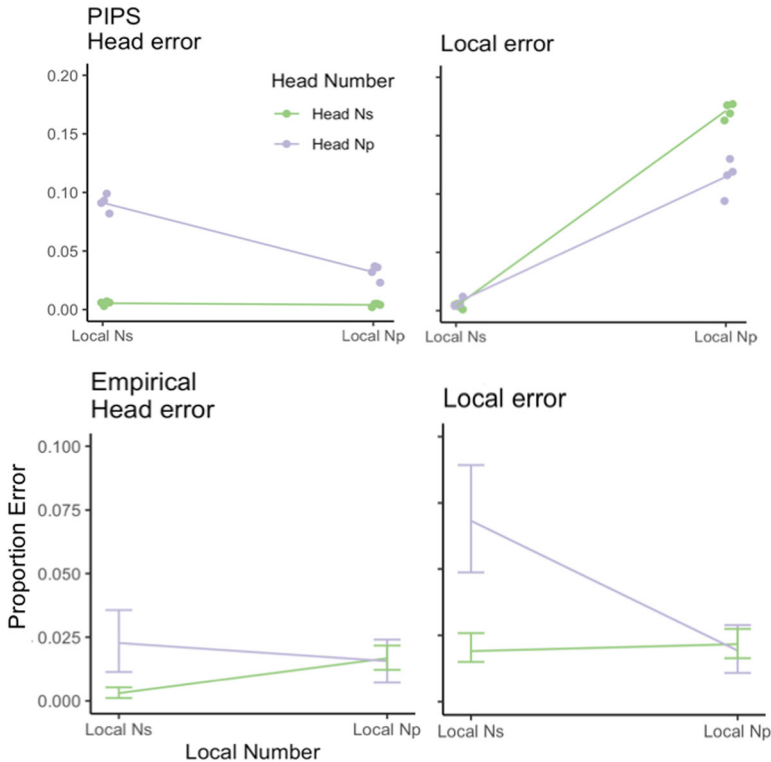 PIPS
Head error
Local error
0.20
0.15
0.10
0.05
0.00
Head Number
Head Ns
Head Np
Local Ns
Local Np
Local Ns
Local Np
Empirical
Head error
Local error
Proportion Error
0.100
0.075
0.050
0.025
0.000
Local Ns
Local Np
Local Ns
Local Np
Local Number